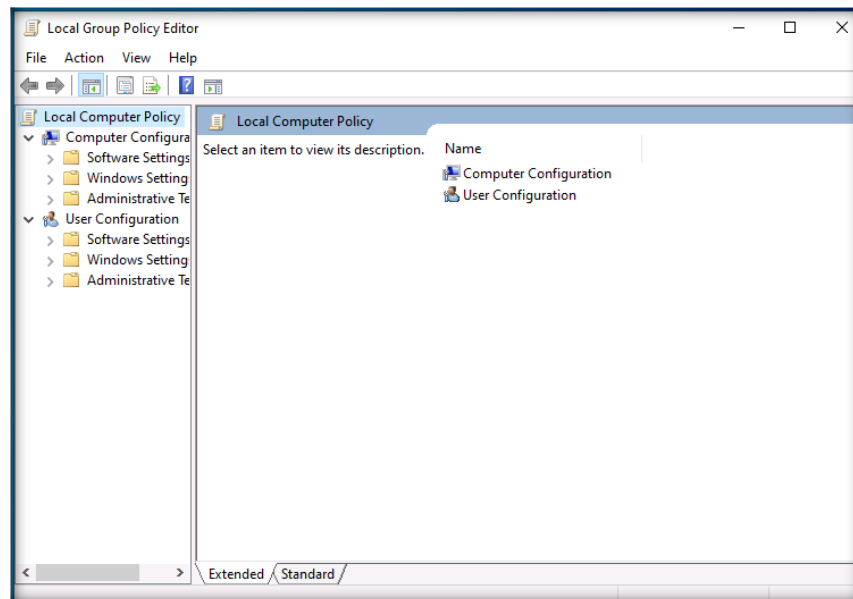 Local Group Policy Editor
File Action View Help
Local Computer Policy
Computer Configura
Software Settings
Windows Setting
Administrative Te
User Configuration
Software Settings
Windows Setting
Administrative Te
Local Computer Policy
Select an item to view its description.
Name
Computer Configuration
User Configuration
Extended Standard